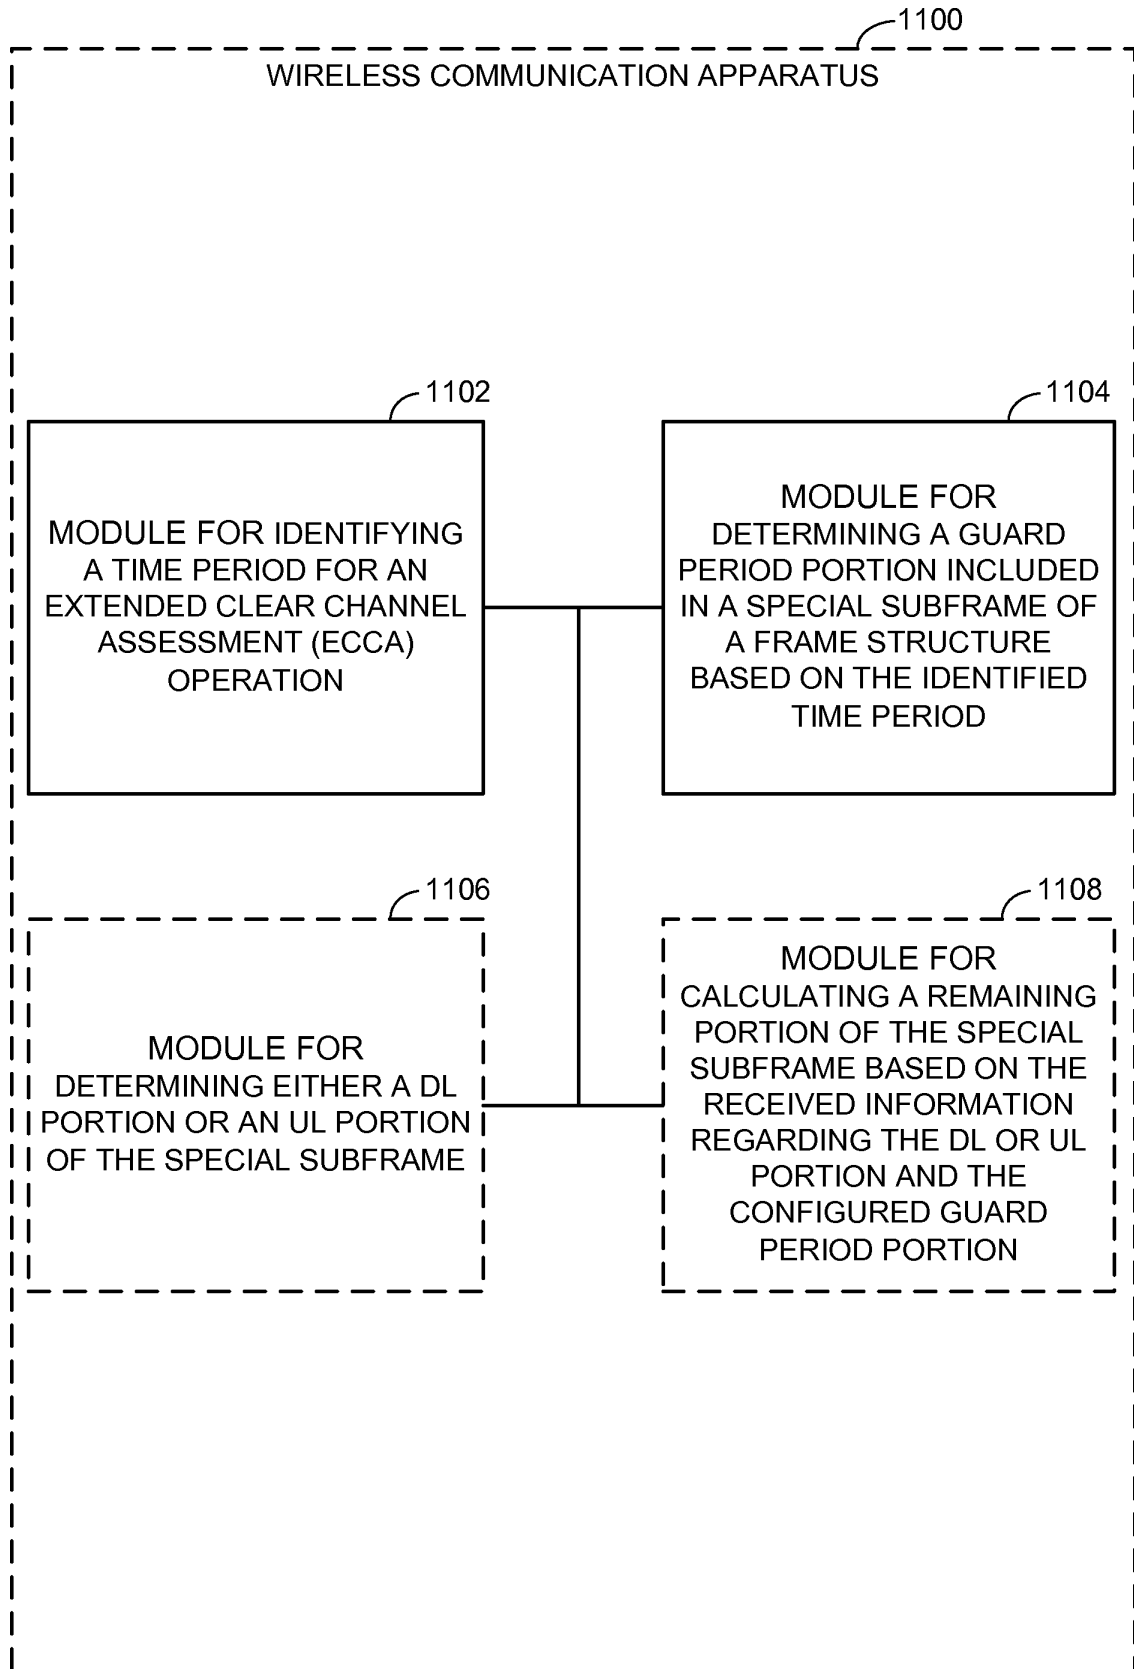 1100
WIRELESS COMMUNICATION APPARATUS
1102
MODULE FOR IDENTIFYING
A TIME PERIOD FOR AN
EXTENDED CLEAR CHANNEL
ASSESSMENT (ECCA)
OPERATION
1104
MODULE FOR
DETERMINING A GUARD
PERIOD PORTION INCLUDED
IN A SPECIAL SUBFRAME OF
A FRAME STRUCTURE
BASED ON THE IDENTIFIED
TIME PERIOD
1106
MODULE FOR
DETERMINING EITHER A DL
PORTION OR AN UL PORTION
OF THE SPECIAL SUBFRAME
1108
MODULE FOR
CALCULATING A REMAINING
PORTION OF THE SPECIAL
SUBFRAME BASED ON THE
RECEIVED INFORMATION
REGARDING THE DL OR UL
PORTION AND THE
CONFIGURED GUARD
PERIOD PORTION